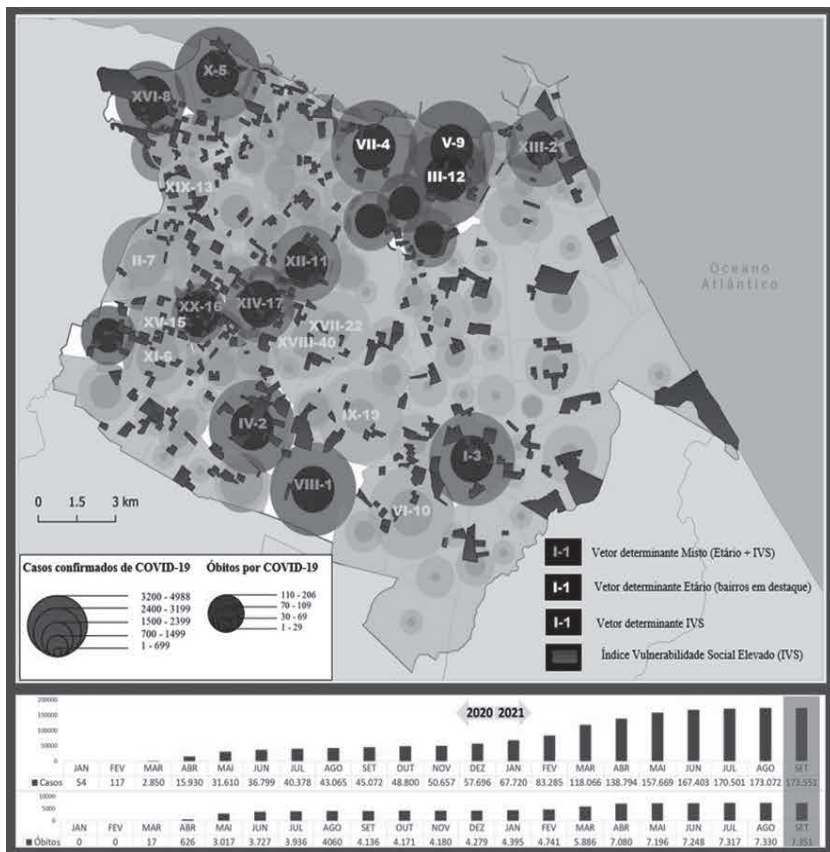 X-5
XVI-8
VII-4
V-9
XIII-21
III-12
XIX-13
II-7
XII-11
Oceano
Atlântico
XX-16
XIV-17
XV-15
XVII-22
XVIII-40
XI-6
IX-19
IV-2
I-3
VIII-1
VI-10
0 1.5 3 km
Casos confirmados de COVID-19
3200 - 4988
2400 - 3199
1500 - 2399
700 - 1499
1 - 699
Óbitos por COVID-19
110 - 206
70 - 109
30 - 69
1 - 29
I-1 Vetor determinante Misto (Etário + IVS)
I-1 Vetor determinante Etário (bairros em destaque)
I-1 Vetor determinante IVS
Índice Vulnerabilidade Social Elevado (IVS)
200000
150000
100000
50000
0
2020 2021
JAN FEV MAR ABR MAI JUN JUL AGO SET OUT NOV DEZ JAN FEV MAR ABR MAI JUN JUL AGO SET
Casos 54 117 2.850 15.930 31.610 36.799 40.378 43.065 45.072 48.800 50.657 57.696 67.720 83.285 118.066 138.794 157.669 167.403 170.501 173.072 173.551
10000
5000
0
JAN FEV MAR ABR MAI JUN JUL AGO SET OUT NOV DEZ JAN FEV MAR ABR MAI JUN JUL AGO SET
Óbitos 0 0 17 626 3.017 3.727 3.936 4060 4.136 4.171 4.180 4.279 4.395 4.741 5.886 7.080 7.196 7.248 7.317 7.330 7.351